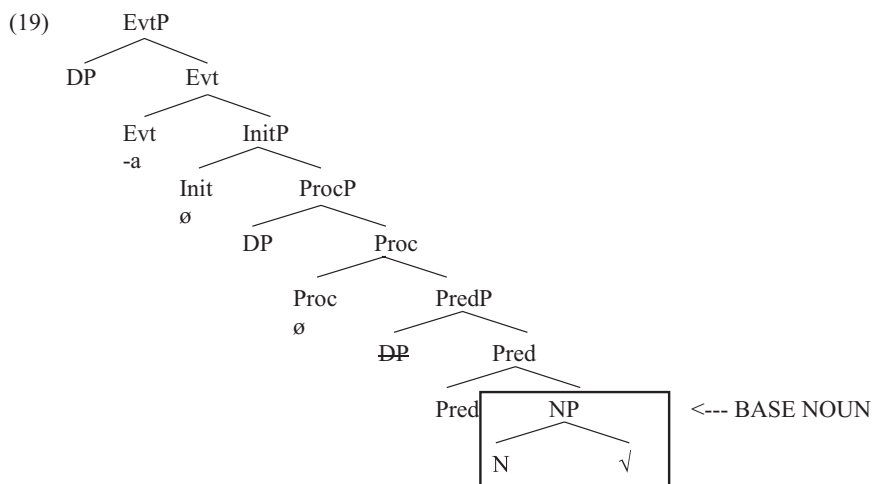 (19) EvtP
DP Evt
Evt InitP
-a
Init ProcP
ø
DP Proc
Proc PredP
ø
DP Pred
Pred NP <--- BASE NOUN
N √